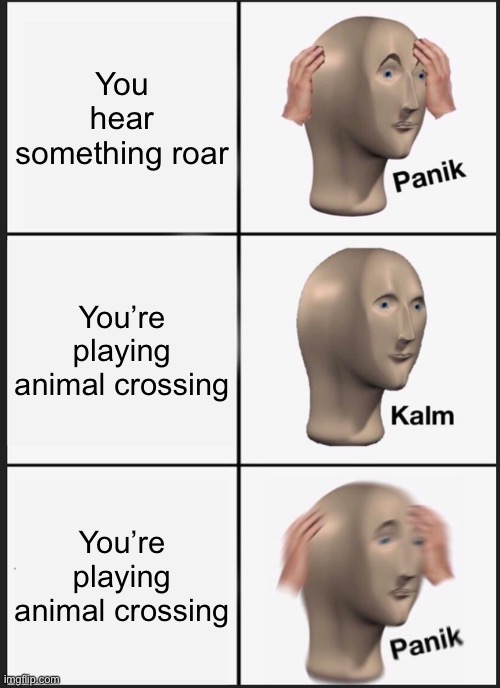 You
hear
something roar
Panik
You’re
playing
animal crossing
Kalm
You’re
playing
animal crossing
Panik
imgflip.com